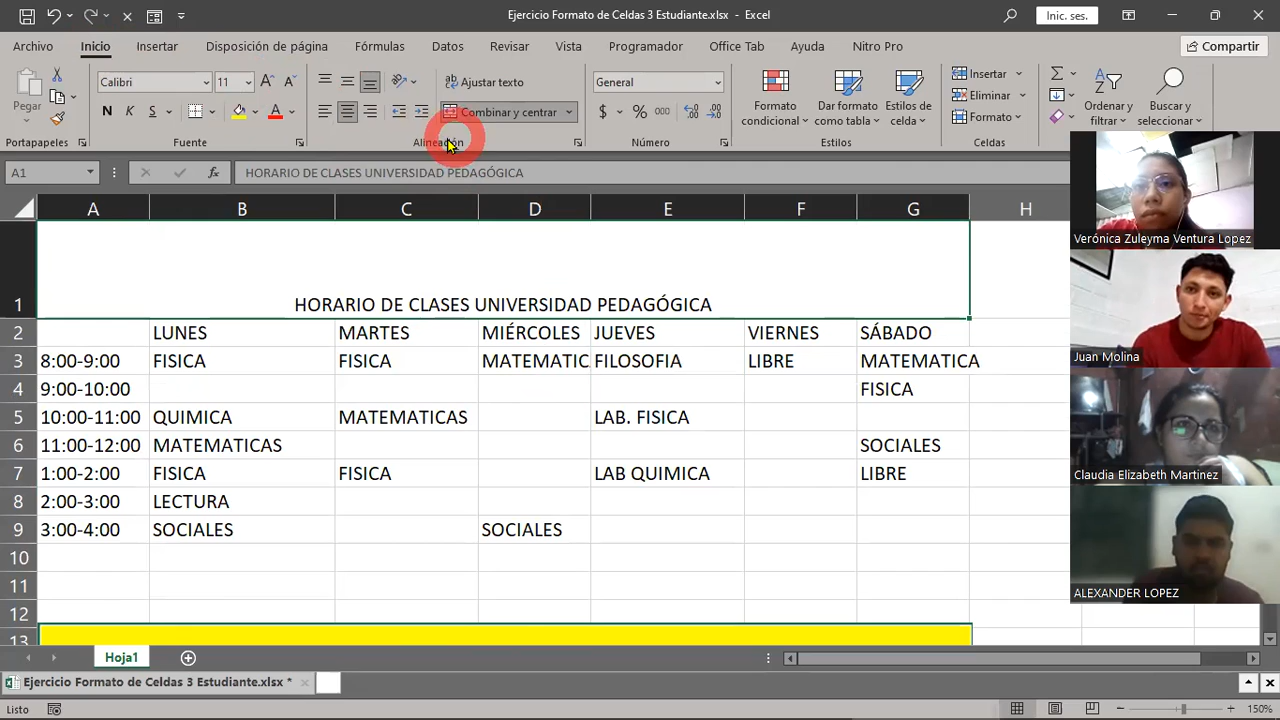 Ejercicio Formato de Celdas 3 Estudiante.xlsx - Excel
Inic. ses.
Archivo Inicio Insertar Disposición de página Fórmulas Datos Revisar Vista Programador Office Tab Ayuda Nitro Pro Compartir
Pegar
Calibri 11
N K S
Ajustar texto
Combinar y centrar
General
$ % 000
Formato condicional
Dar formato como tabla
Estilos de celda
Insertar
Eliminar
Formato
Ordenar y filtrar
Buscar y seleccionar
Portapapeles Fuente Alineación Número Estilos Celdas
A1 fx HORARIO DE CLASES UNIVERSIDAD PEDAGÓGICA
A B C D E F G H
1 HORARIO DE CLASES UNIVERSIDAD PEDAGÓGICA
2 LUNES MARTES MIÉRCOLES JUEVES VIERNES SÁBADO
3 8:00-9:00 FISICA FISICA MATEMATIC FILOSOFIA LIBRE MATEMATICA
4 9:00-10:00 FISICA
5 10:00-11:00 QUIMICA MATEMATICAS LAB. FISICA
6 11:00-12:00 MATEMATICAS SOCIALES
7 1:00-2:00 FISICA FISICA LAB QUIMICA LIBRE
8 2:00-3:00 LECTURA
9 3:00-4:00 SOCIALES SOCIALES
10
11
12
13
Verónica Zuleyma Ventura Lopez
Juan Molina
Claudia Elizabeth Martinez
ALEXANDER LOPEZ
Hoja1
Ejercicio Formato de Celdas 3 Estudiante.xlsx *
Listo
150%